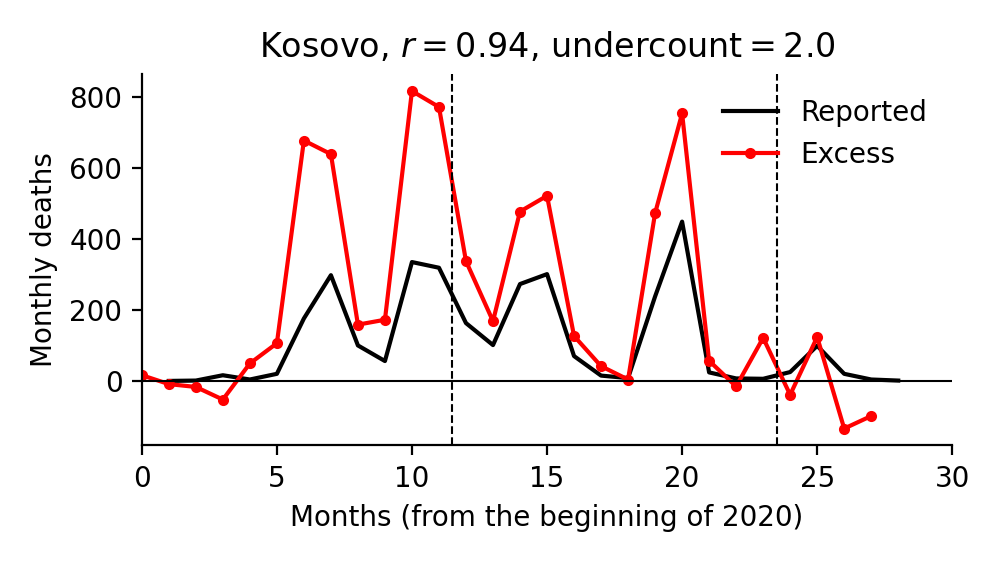 Kosovo, r = 0.94, undercount = 2.0
Monthly deaths
800
600
400
200
0
Reported
Excess
0 5 10 15 20 25 30
Months (from the beginning of 2020)